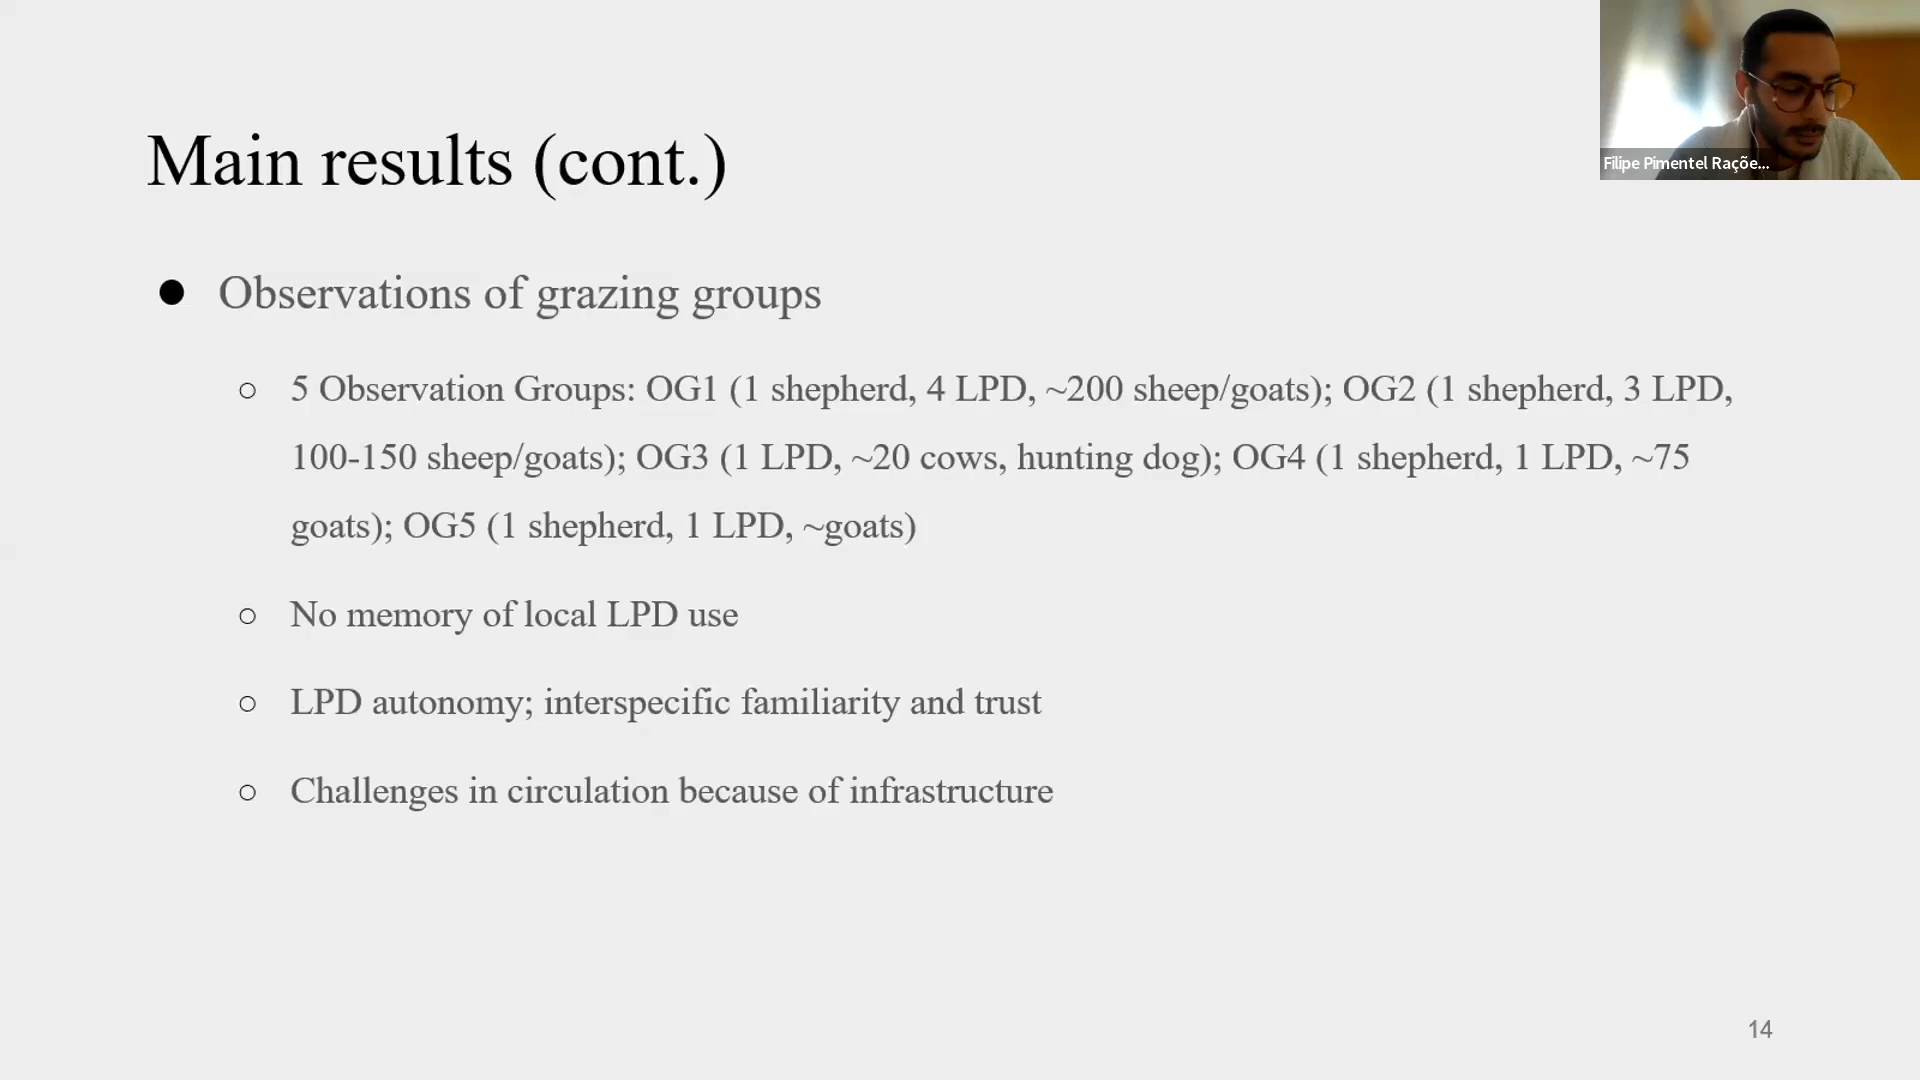 Filipe Pimentel Raçõe...
Main results (cont.)
● Observations of grazing groups
○ 5 Observation Groups: OG1 (1 shepherd, 4 LPD, ~200 sheep/goats); OG2 (1 shepherd, 3 LPD,
100-150 sheep/goats); OG3 (1 LPD, ~20 cows, hunting dog); OG4 (1 shepherd, 1 LPD, ~75
goats); OG5 (1 shepherd, 1 LPD, ~goats)
○ No memory of local LPD use
○ LPD autonomy; interspecific familiarity and trust
○ Challenges in circulation because of infrastructure
14